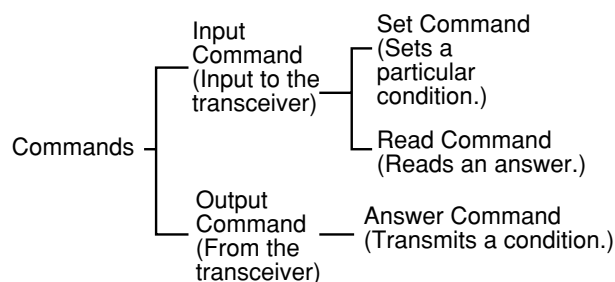 Commands
Input
Command
(Input to the
transceiver)
Set Command
(Sets a
particular
condition.)
Read Command
(Reads an answer.)
Output
Command
(From the
transceiver)
Answer Command
(Transmits a condition.)